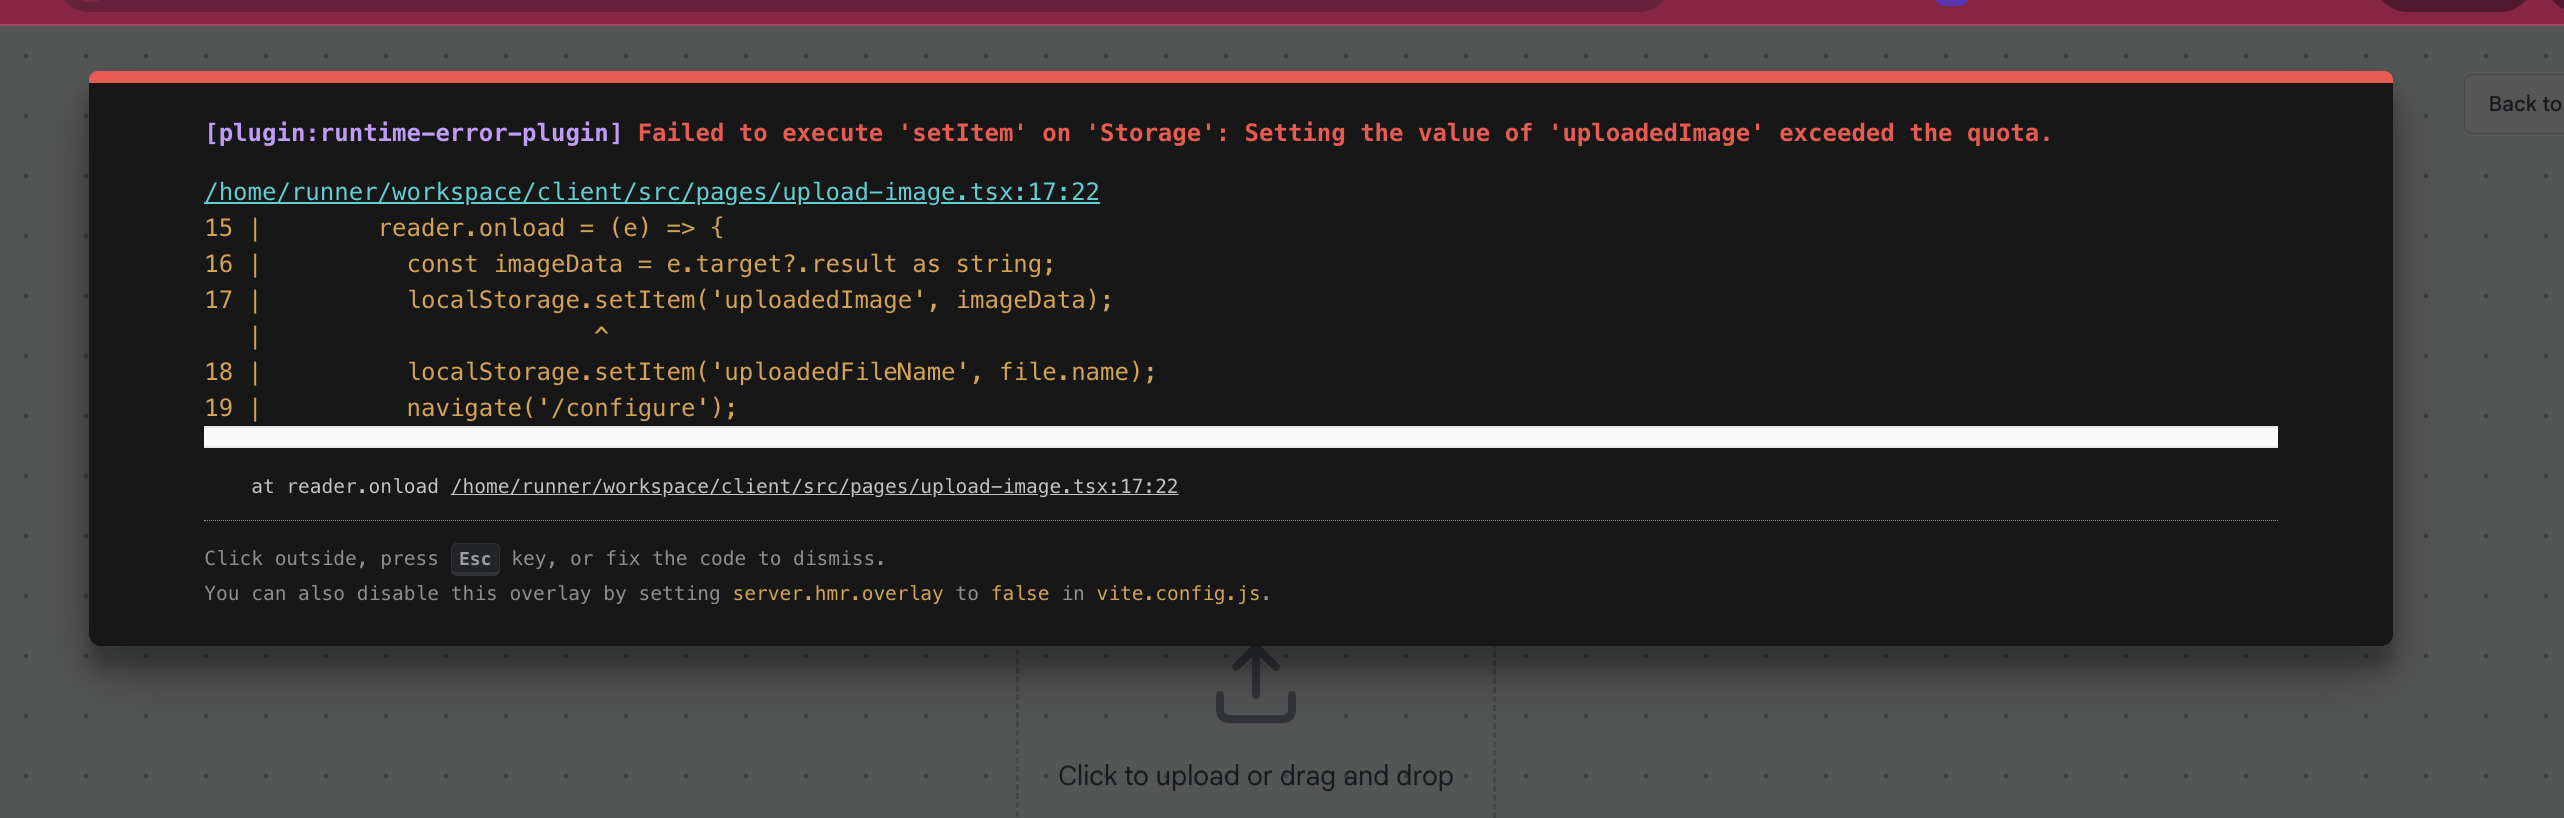 Back to
[plugin:runtime-error-plugin] Failed to execute 'setItem' on 'Storage': Setting the value of 'uploadedImage' exceeded the quota.
/home/runner/workspace/client/src/pages/upload-image.tsx:17:22
15 |        reader.onload = (e) => {
16 |          const imageData = e.target?.result as string;
17 |          localStorage.setItem('uploadedImage', imageData);
   |                       ^
18 |          localStorage.setItem('uploadedFileName', file.name);
19 |          navigate('/configure');
at reader.onload /home/runner/workspace/client/src/pages/upload-image.tsx:17:22
Click outside, press Esc key, or fix the code to dismiss.
You can also disable this overlay by setting server.hmr.overlay to false in vite.config.js.
Click to upload or drag and drop